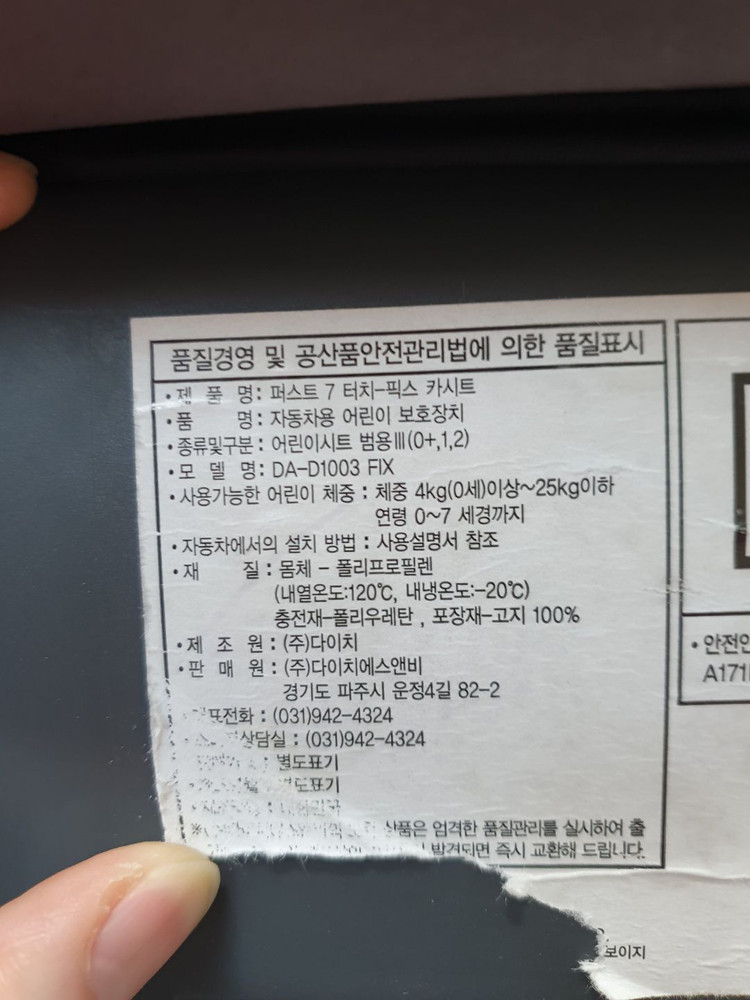 품질경영 및 공산품안전관리법에 의한 품질표시
• 제 품 명: 퍼스트 7 터치-픽스 카시트
• 품 명: 자동차용 어린이 보호장치
• 종류및구분: 어린이시트 범용Ⅲ(0+,1,2)
• 모 델 명: DA-D1003 FIX
• 사용가능한 어린이 체중: 체중 4kg(0세)이상~25kg이하
연령 0~7 세경까지
• 자동차에서의 설치 방법: 사용설명서 참조
• 재 질: 몸체 - 폴리프로필렌
(내열온도:120℃, 내냉온도:-20℃)
충전재-폴리우레탄, 포장재-고지 100%
• 제 조 원: (주)다이치
• 판 매 원: (주)다이치에스앤비
경기도 파주시 운정4길 82-2
표전화: (031)942-4324
상담실: (031)942-4324
: 별도표기
도표기
상품은 엄격한 품질관리를 실시하여 출
발견되면 즉시 교환해 드립니다.
• 안전인
A171
보이지